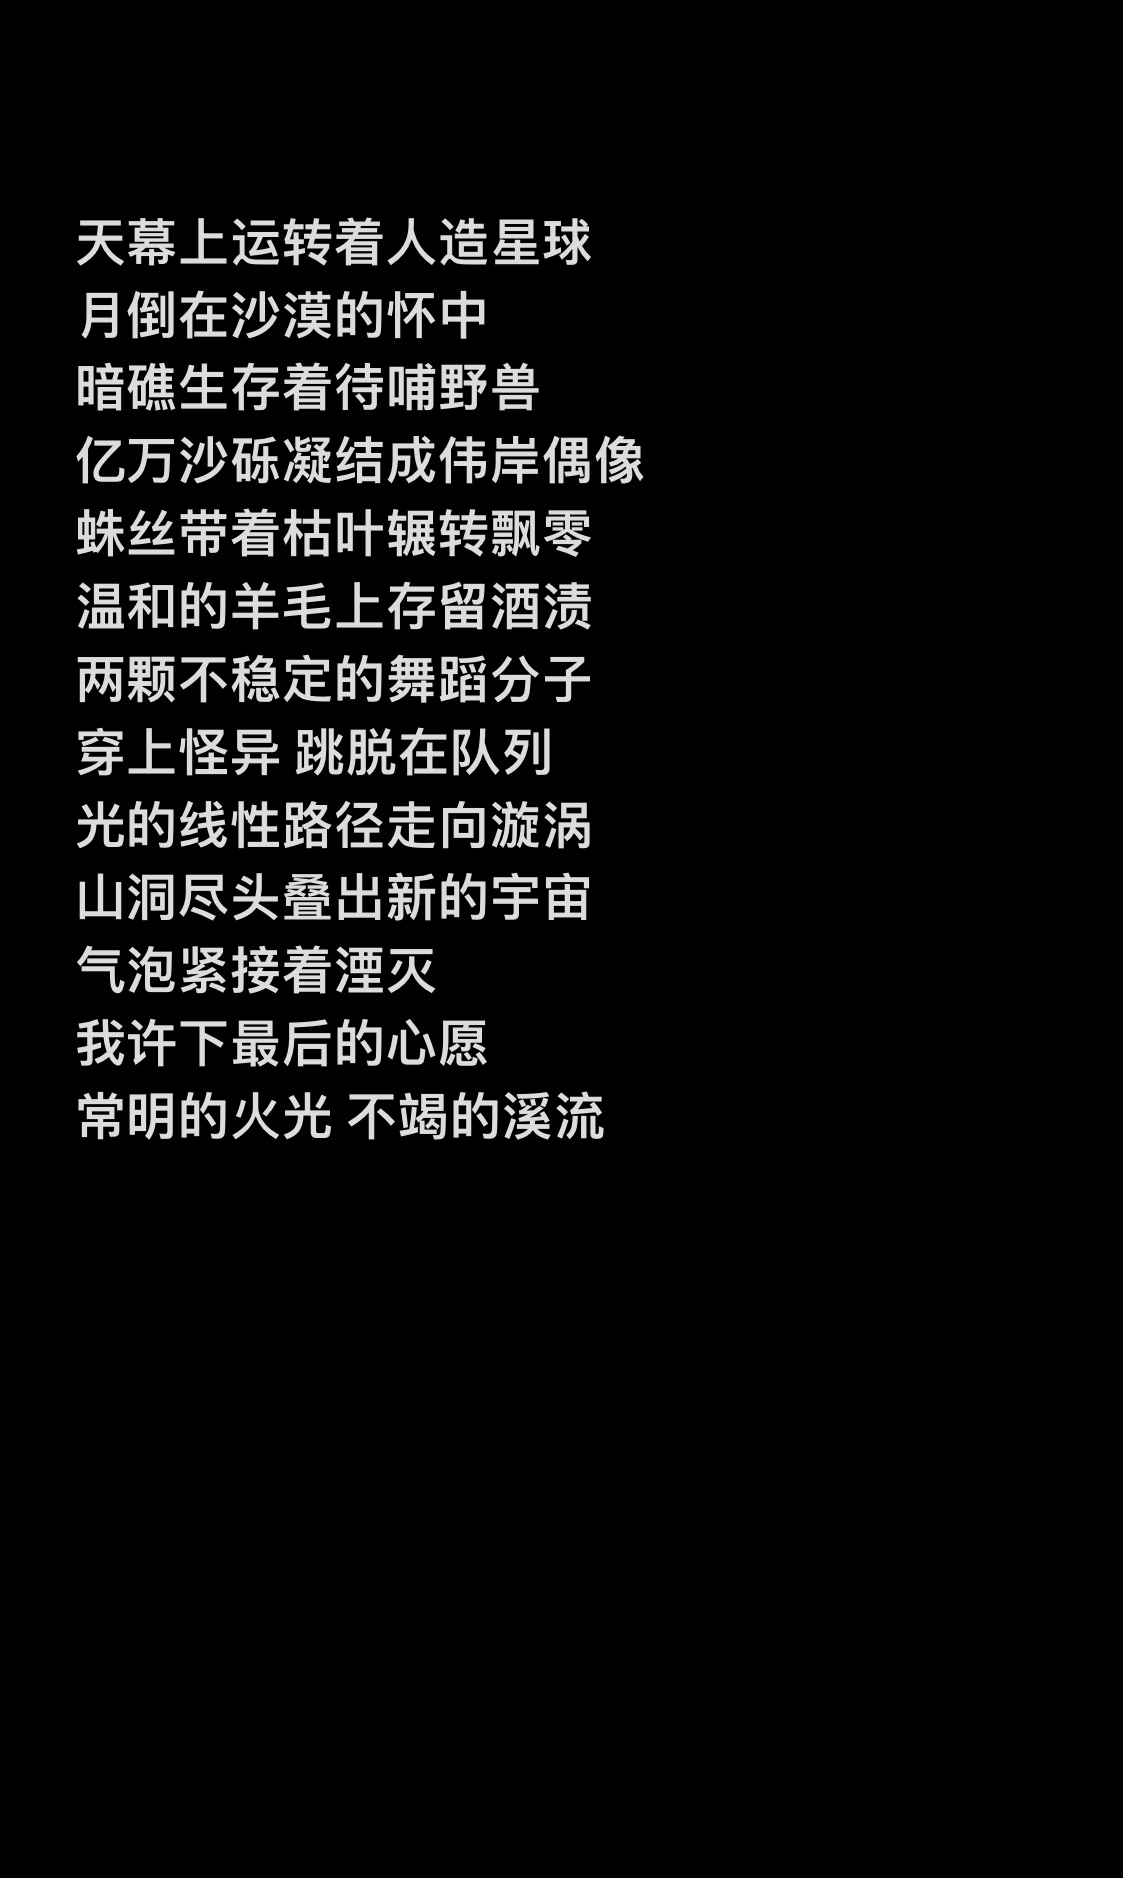 天幕上运转着人造星球
月倒在沙漠的怀中
暗礁生存着待哺野兽
亿万沙砾凝结成伟岸偶像
蛛丝带着枯叶辗转飘零
温和的羊毛上存留酒渍
两颗不稳定的舞蹈分子
穿上怪异 跳脱在队列
光的线性路径走向漩涡
山洞尽头叠出新的宇宙
气泡紧接着湮灭
我许下最后的心愿
常明的火光 不竭的溪流